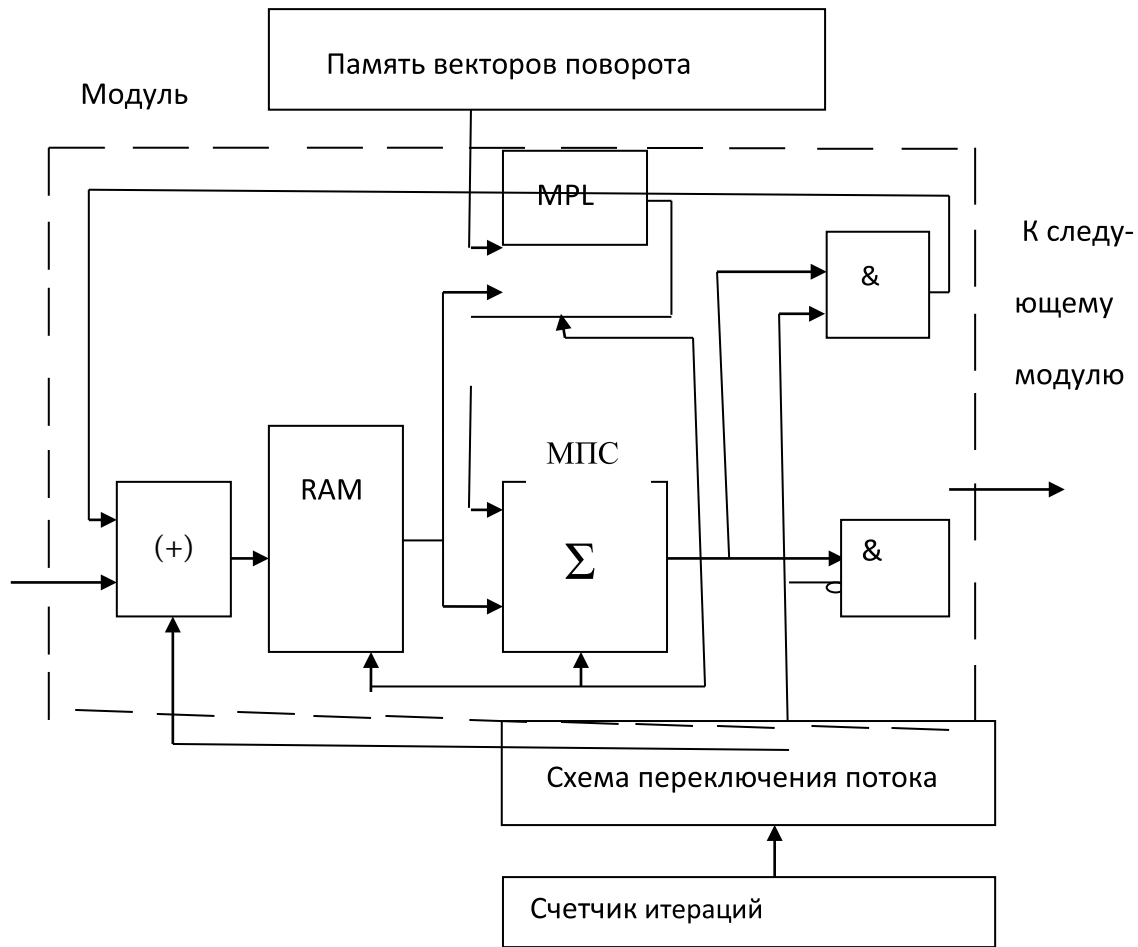 Память векторов поворота
Модуль
MPL
К следу-
ющему
модулю
&
МПС
RAM
(+)
Σ
&
Схема переключения потока
Счетчик итераций